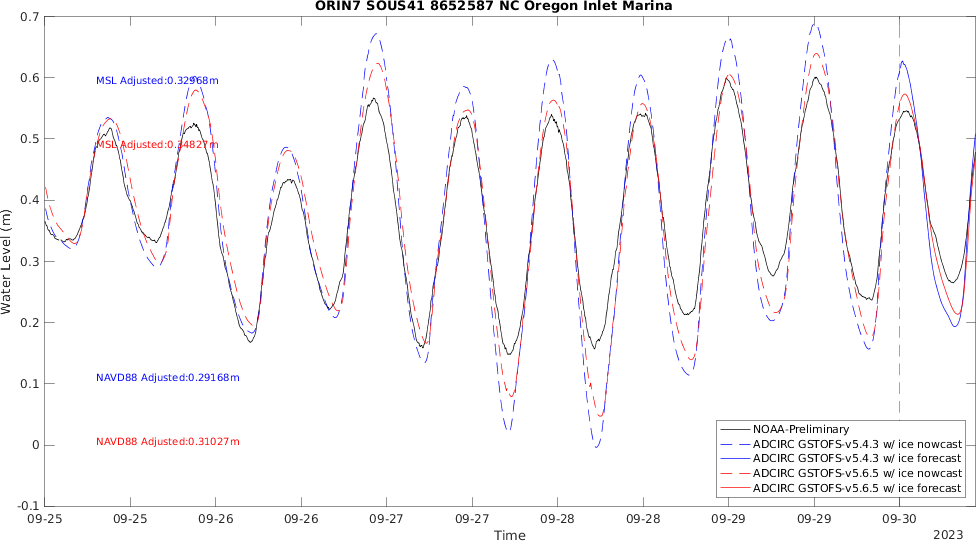 ORIN7 SOUS41 8652587 NC Oregon Inlet Marina
0.7
0.6
0.5
0.4
0.3
0.2
0.1
0
-0.1
Water Level (m)
MSL Adjusted:0.32968m
MSL Adjusted:0.34827m
NAVD88 Adjusted:0.29168m
NAVD88 Adjusted:0.31027m
NOAA-Preliminary
ADCIRC GSTOFS-v5.4.3 w/ ice nowcast
ADCIRC GSTOFS-v5.4.3 w/ ice forecast
ADCIRC GSTOFS-v5.6.5 w/ ice nowcast
ADCIRC GSTOFS-v5.6.5 w/ ice forecast
09-25 09-25 09-26 09-26 09-27 09-27 09-28 09-28 09-29 09-29 09-30
Time
2023